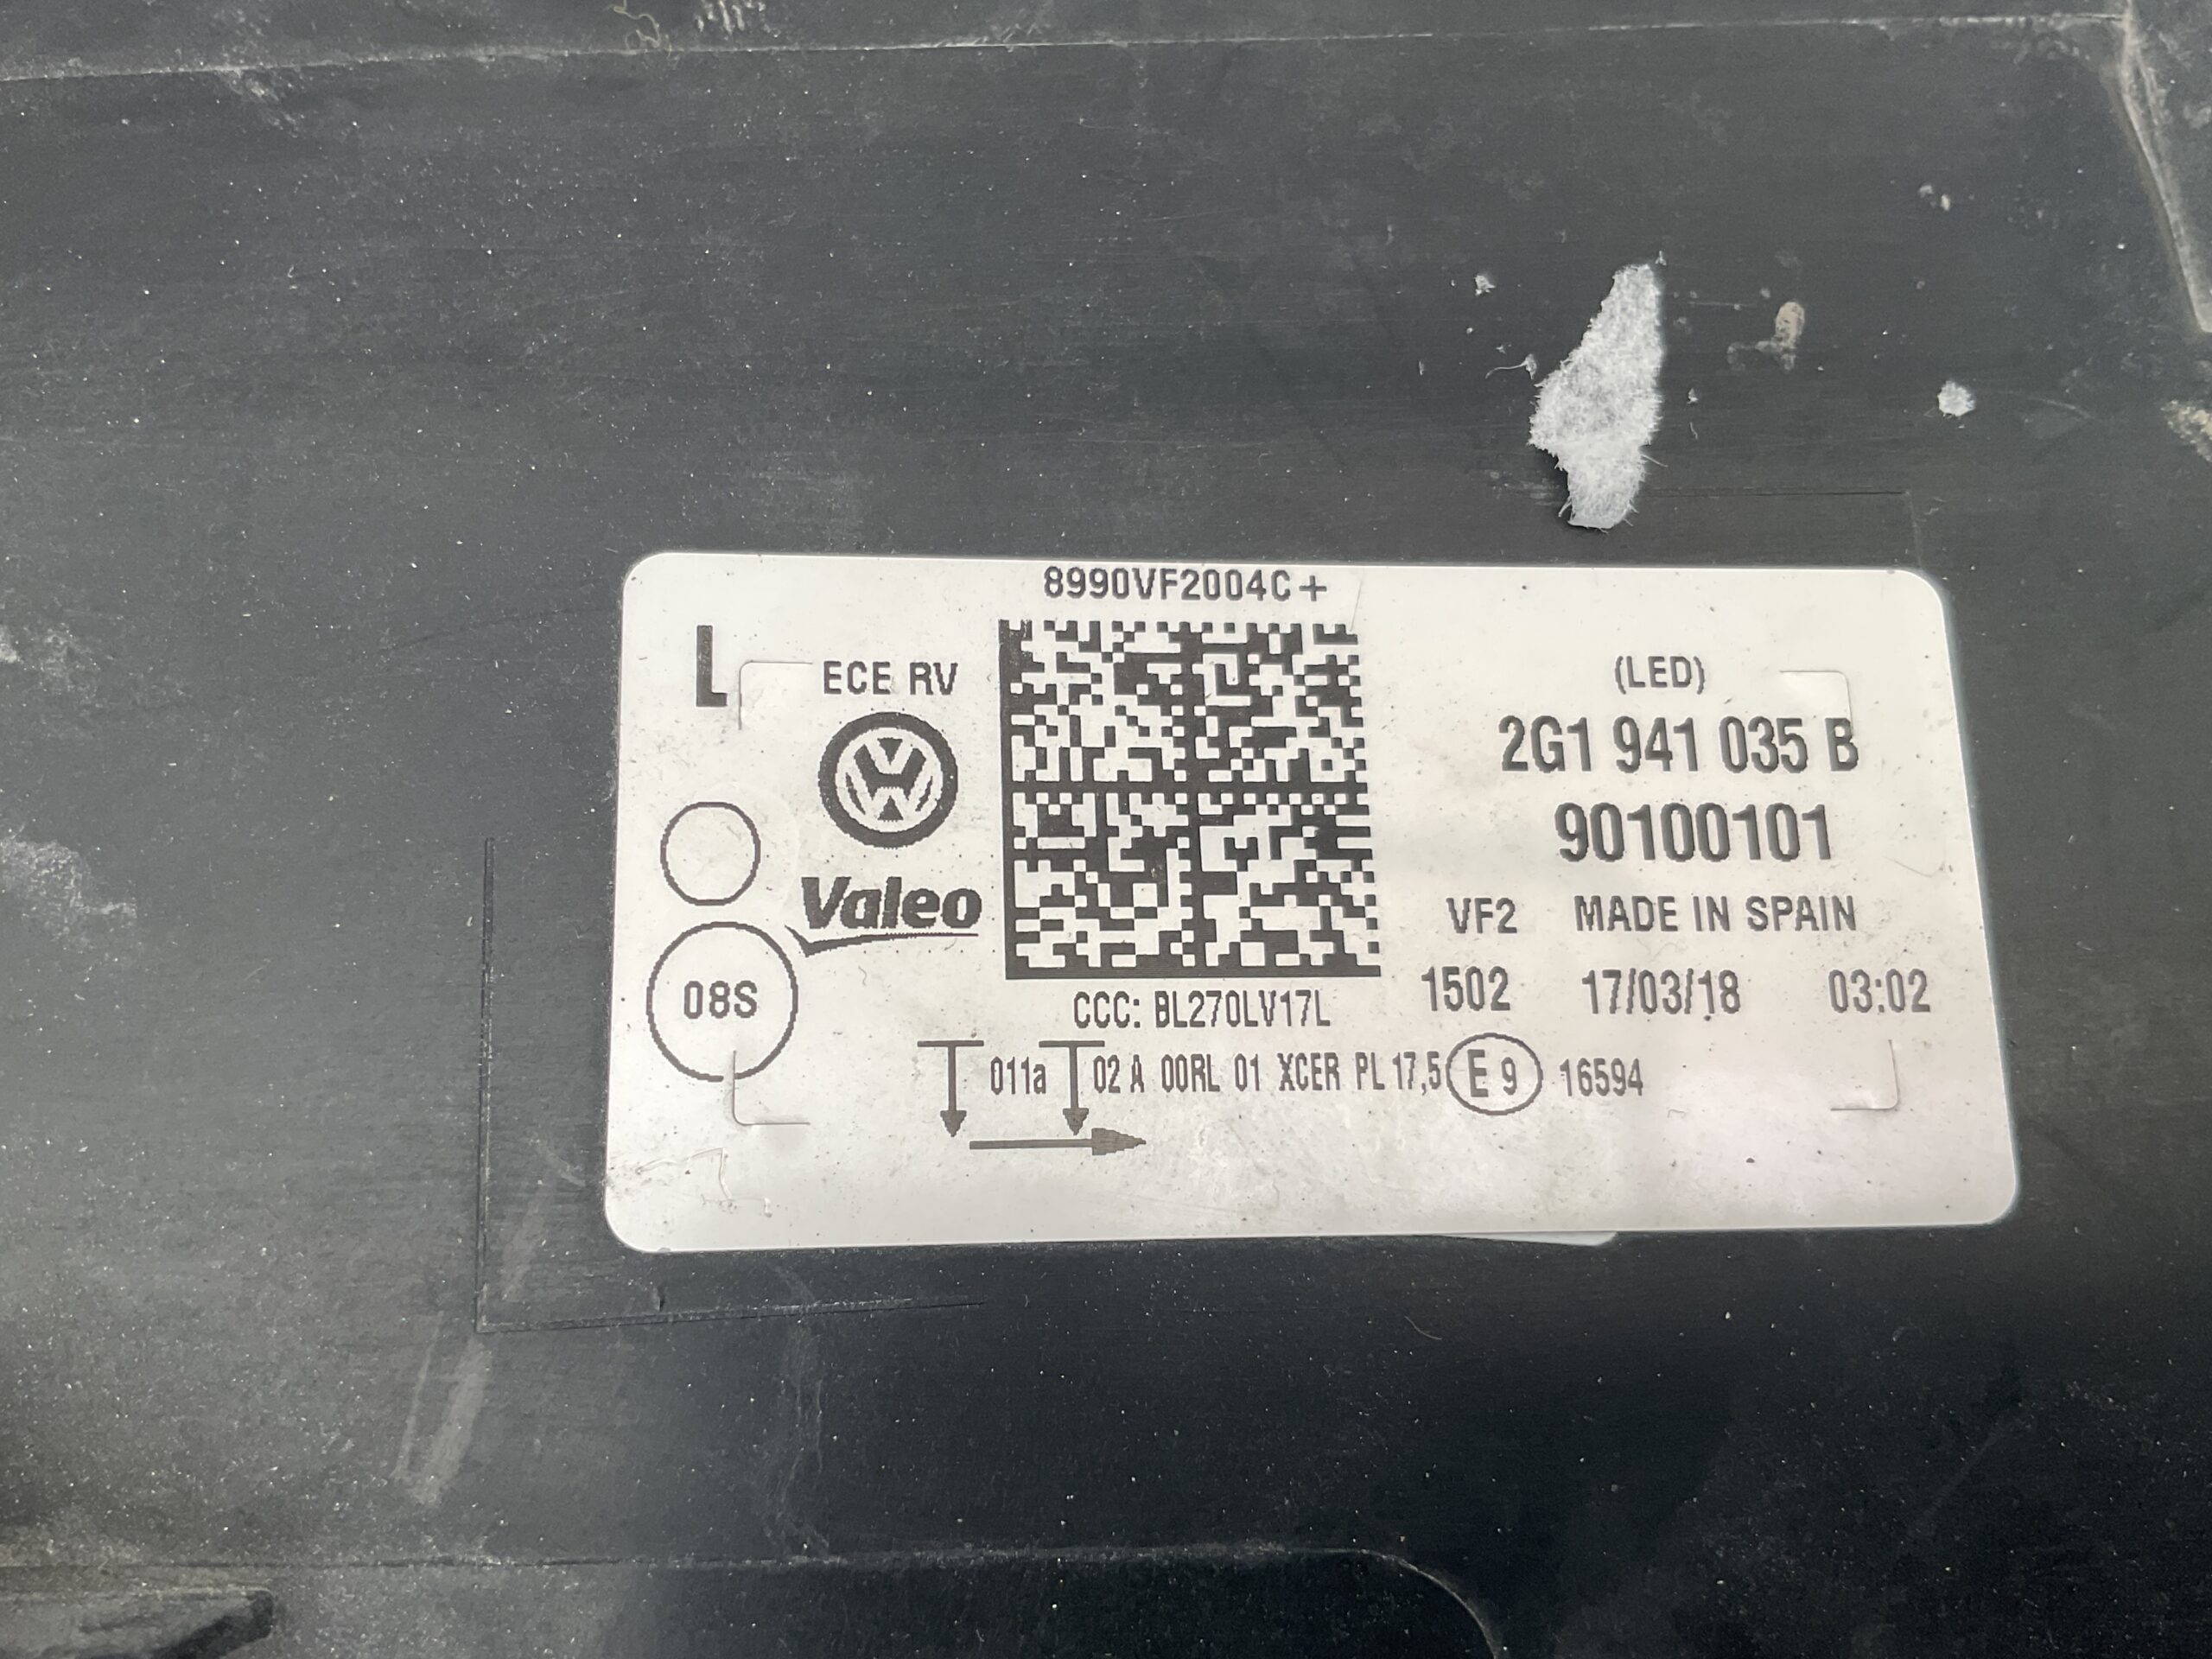 8990VF2004C+
L
ECE RV
(LED)
2G1 941 035 B
90100101
Valeo
VF2 MADE IN SPAIN
08S
1502 17/03/18 03:02
CCC: BL270LV17L
011a 02 A 00RL 01 XCER PL 17,5 E 9 16594